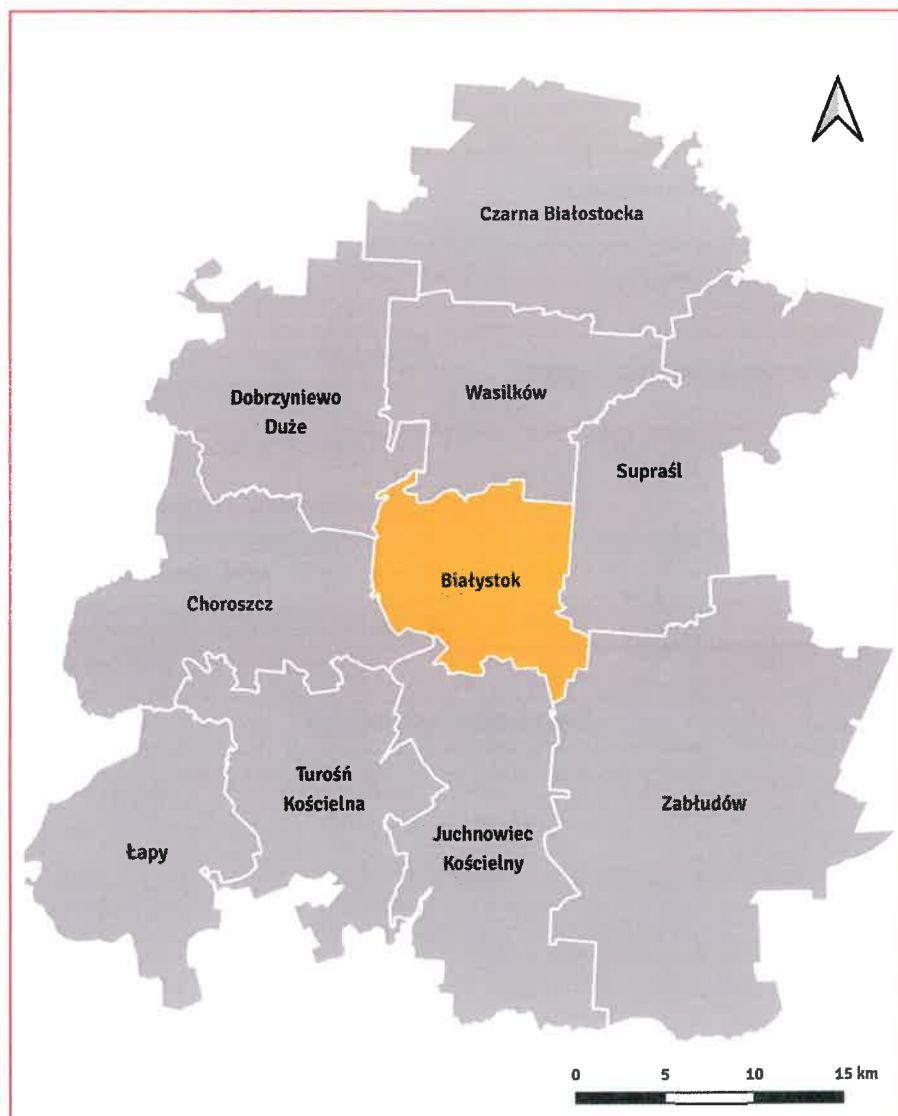 Czarna Białostocka
Dobrzyniewo
Duże
Wasilków
Supraśl
Białystok
Choroszcz
Turośń
Kościelna
Zabłudów
Juchnowiec
Kościelny
Łapy
0 5 10 15 km